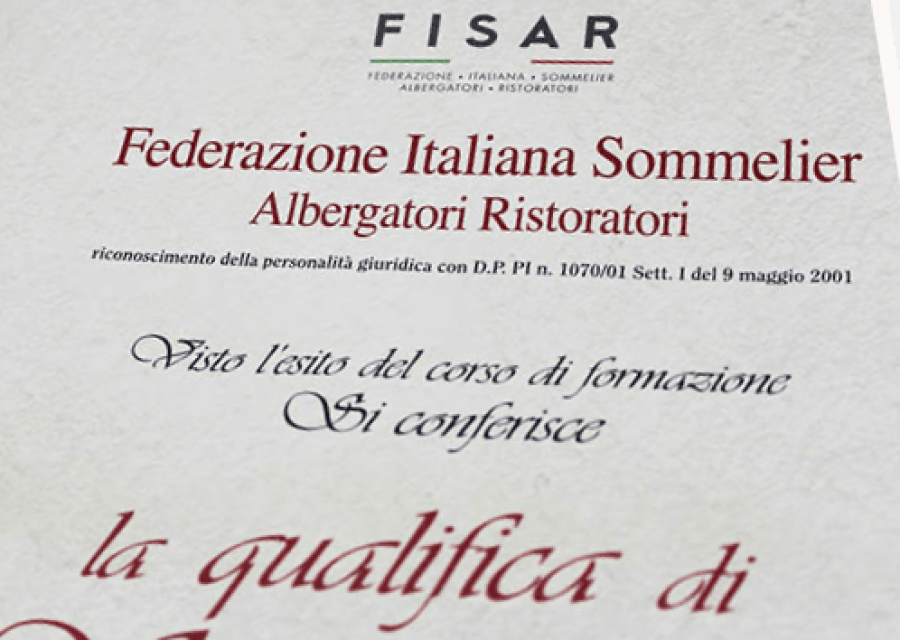 FISAR
FEDERAZIONE • ITALIANA • SOMMELIER
ALBERGATORI • RISTORATORI
Federazione Italiana Sommelier
Albergatori Ristoratori
riconoscimento della personalità giuridica con D.P. PI n. 1070/01 Sett. I del 9 maggio 2001
Visto l'esito del corso di formazione
Si conferisce
la qualifica di